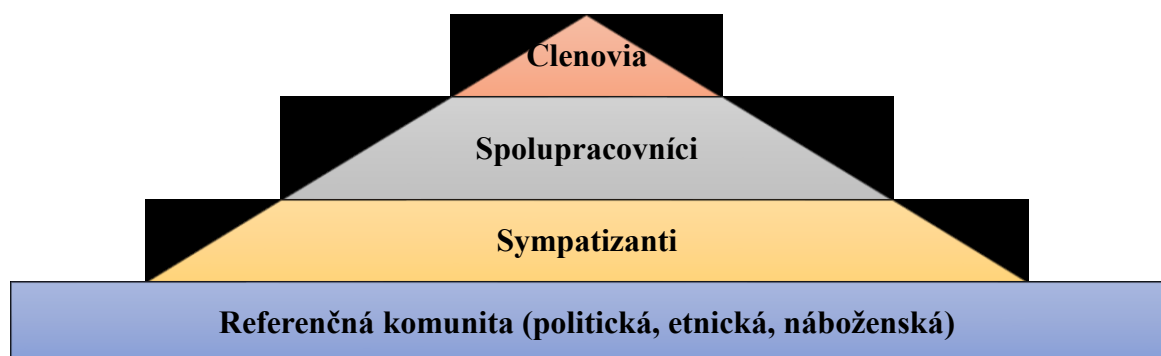 Clenovia
Spolupracovníci
Sympatizanti
Referenčná komunita (politická, etnická, náboženská)